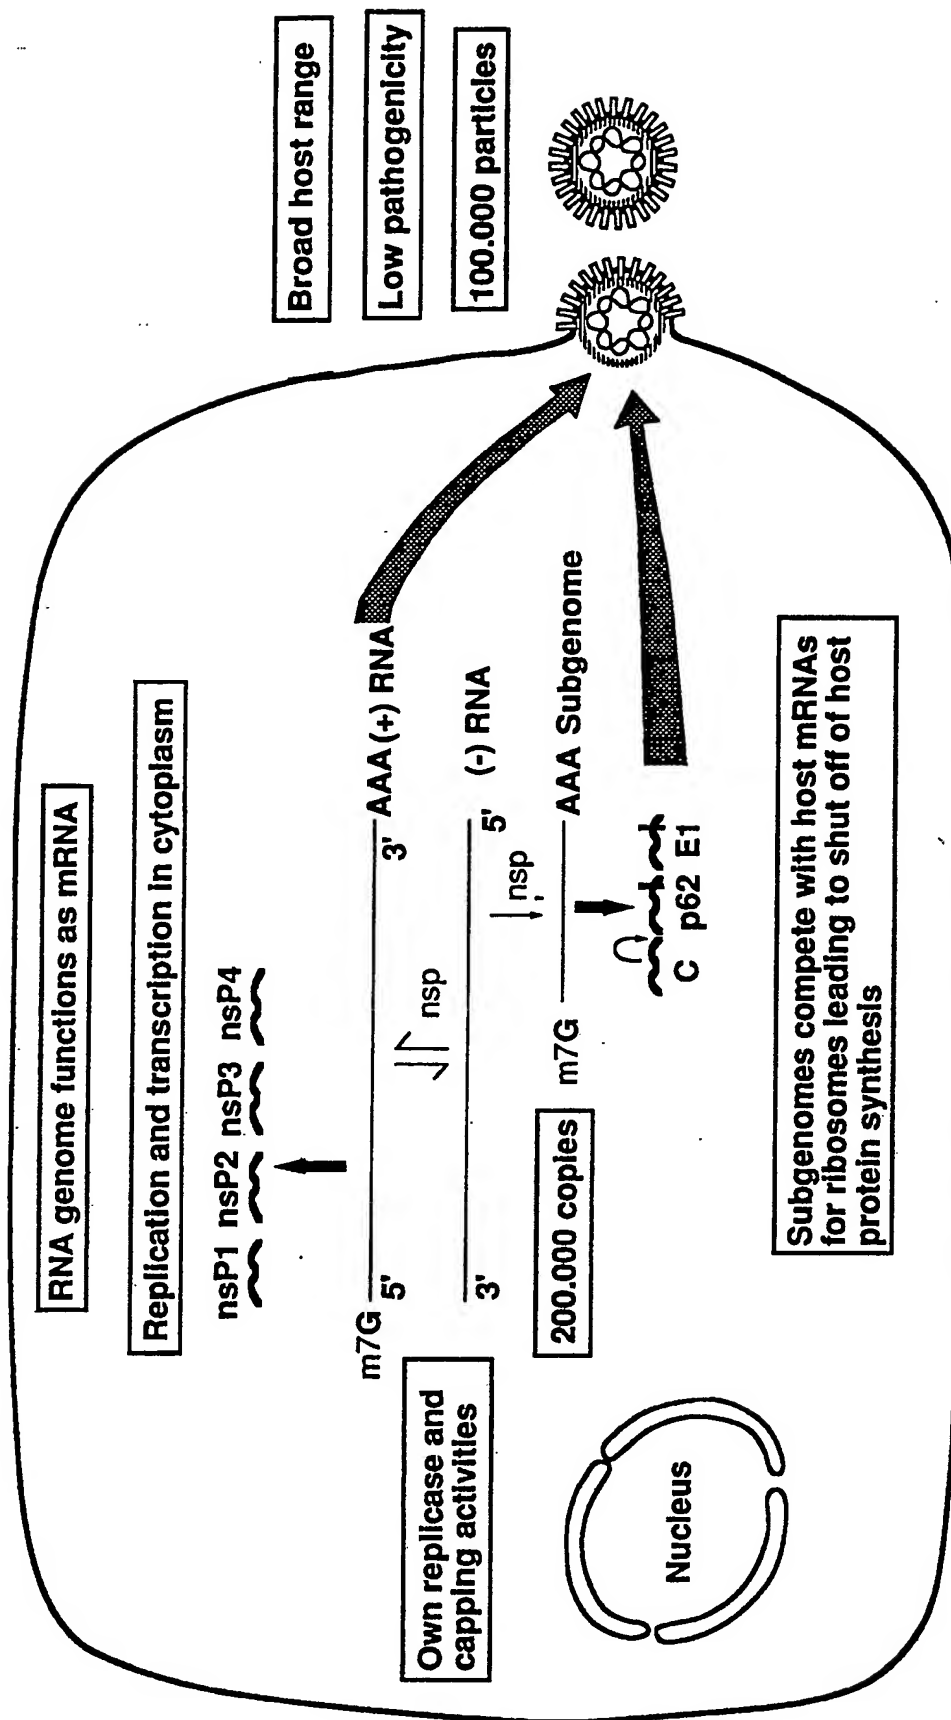 RNA genome functions as mRNA
Replication and transcription in cytoplasm
nsP1 nsP2 nsP3 nsP4
m7G
AAA (+) RNA
5'
3'
nsp
3'
5'
(-) RNA
nsp
Own replicase and
capping activities
200.000 copies
m7G
AAA Subgenome
C p62 E1
Nucleus
Subgenomes compete with host mRNAs
for ribosomes leading to shut off of host
protein synthesis
Broad host range
Low pathogenicity
100.000 particles